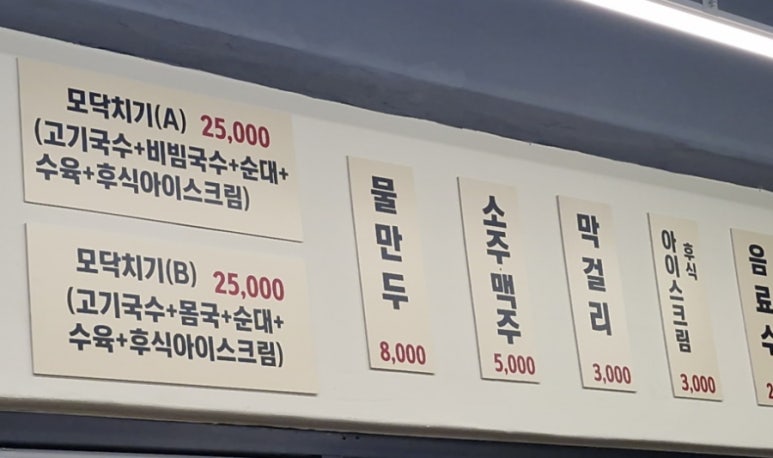 모닥치기(A) 25,000
(고기국수+비빔국수+순대+
수육+후식아이스크림)
모닥치기(B) 25,000
(고기국수+몸국+순대+
수육+후식아이스크림)
물만두
8,000
소주·맥주
5,000
막걸리
3,000
후식
아이스크림
3,000
음료수